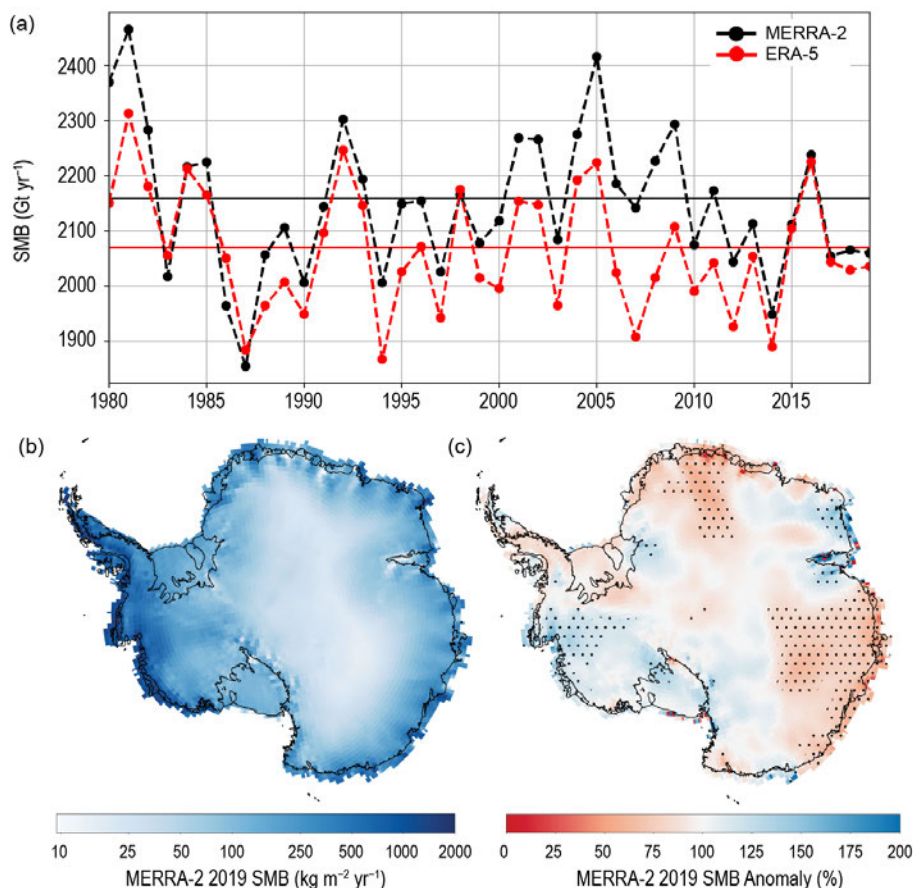 (a)
MERRA-2
ERA-5
SMB (Gt yr⁻¹)
2400
2300
2200
2100
2000
1900
1980 1985 1990 1995 2000 2005 2010 2015
(b) (c)
10 25 50 100 250 500 1000 2000
MERRA-2 2019 SMB (kg m⁻² yr⁻¹)
0 25 50 75 100 125 150 175 200
MERRA-2 2019 SMB Anomaly (%)